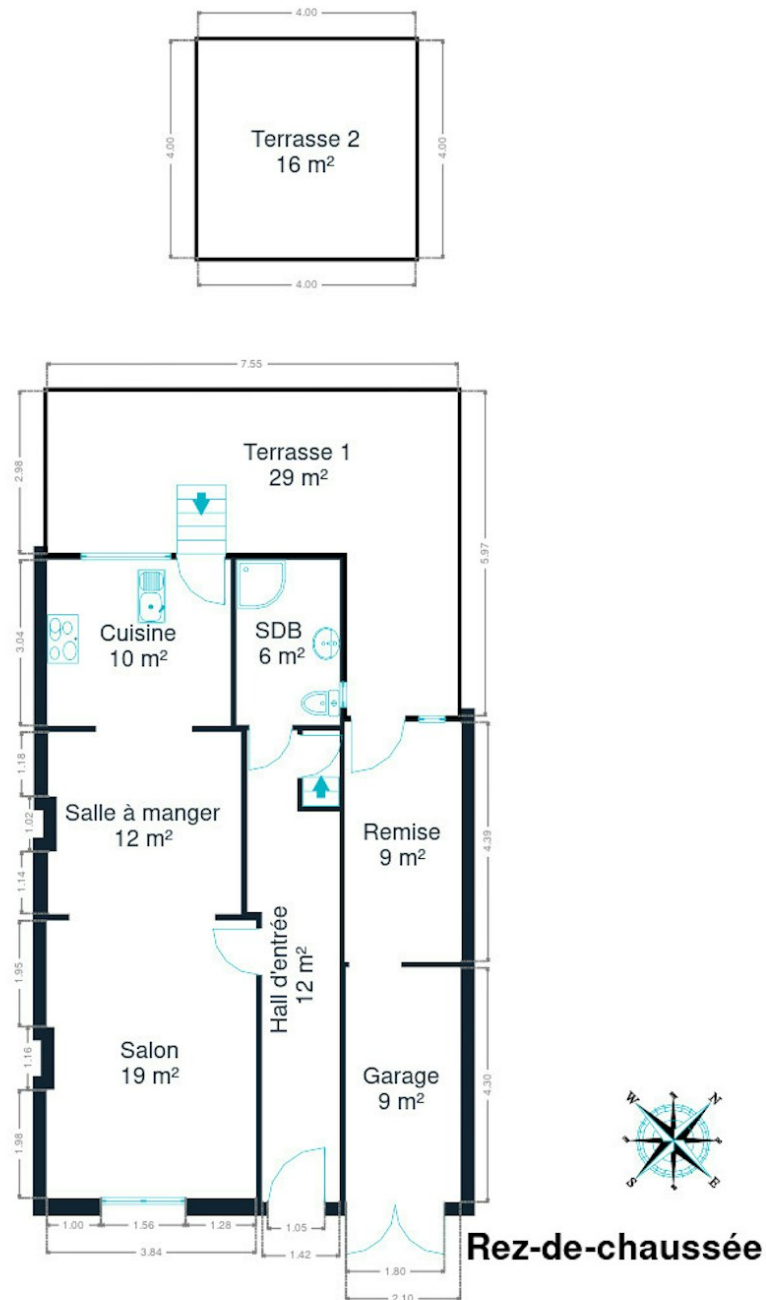 4.00
4.00
4.00
Terrasse 2
16 m²
4.00
7.55
2.98
5.97
Terrasse 1
29 m²
3.04
Cuisine
10 m²
SDB
6 m²
1.18
1.02
1.14
Salle à manger
12 m²
Remise
9 m²
4.39
Hall d'entrée
12 m²
1.95
1.16
1.98
Salon
19 m²
Garage
9 m²
4.30
W
N
S
E
1.00
1.56
1.28
3.84
1.05
1.42
1.80
2.10
Rez-de-chaussée